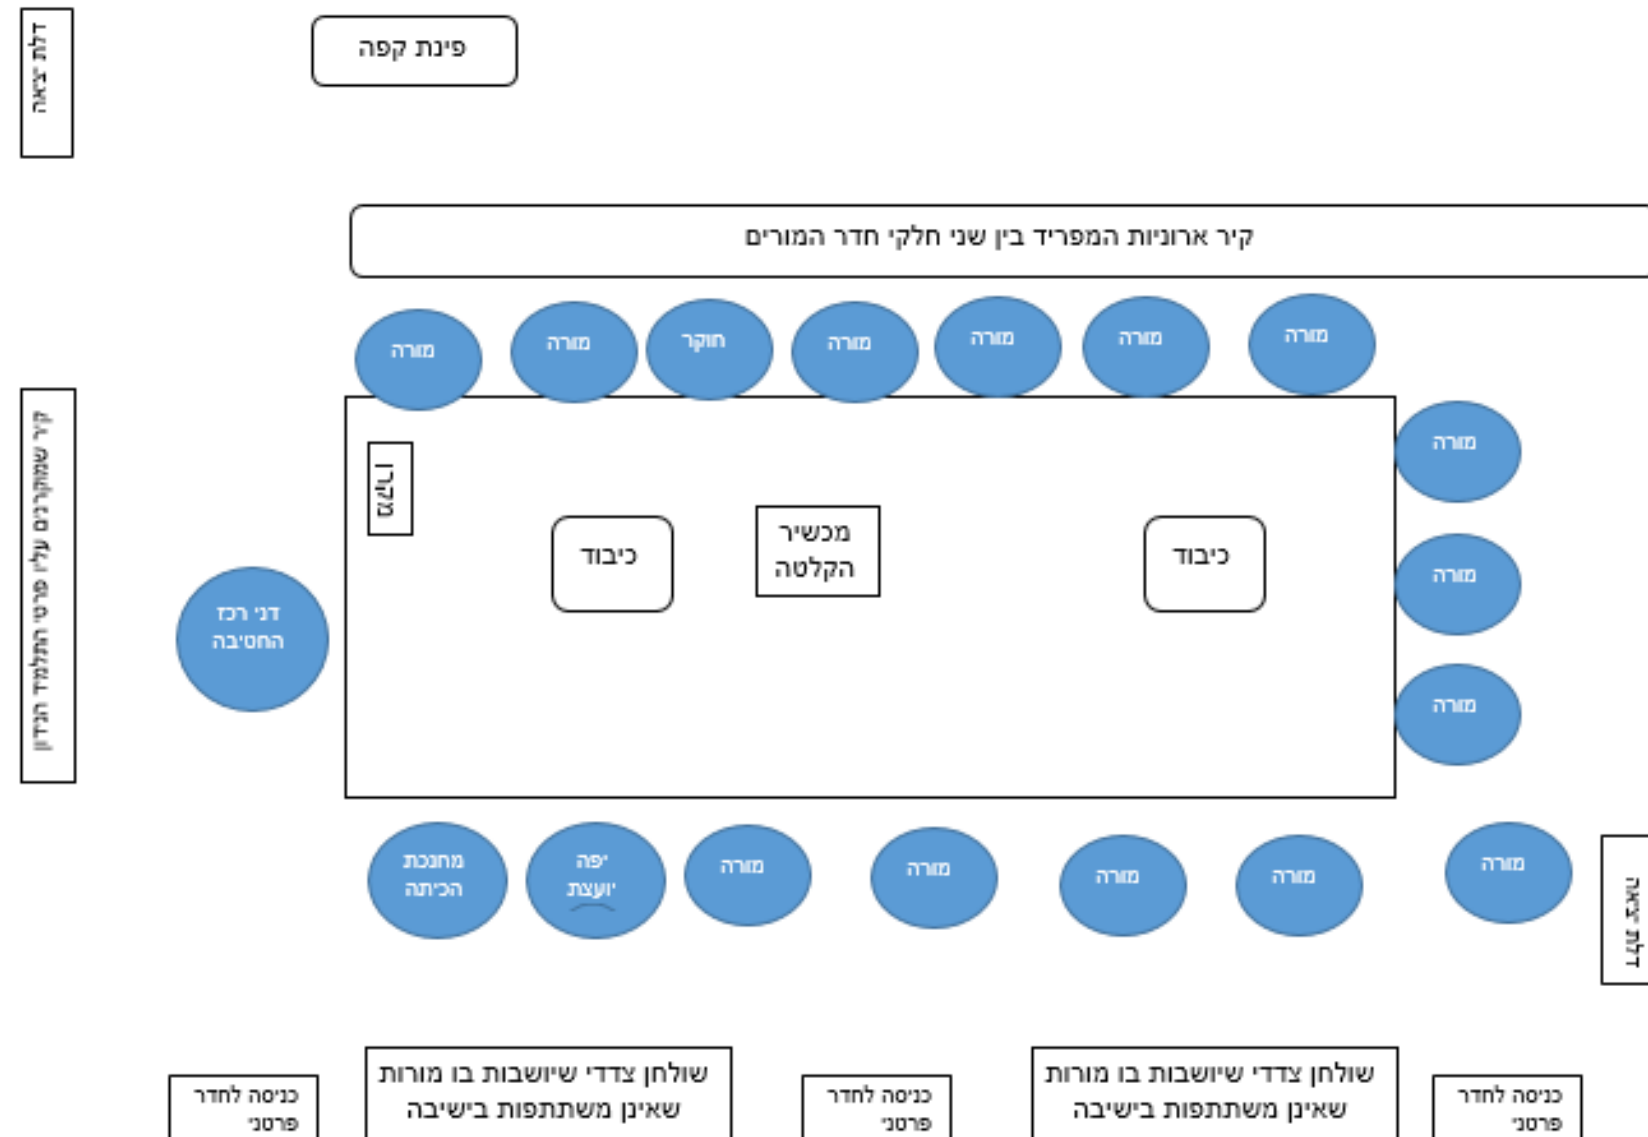 דלת יציאה
פינת קפה
קיר ארוניות המפריד בין שני חלקי חדר המורים
מורה
מורה
מורה
מורה
חוקר
מורה
מורה
מורה
מורה
מורה
מקרן
כיבוד
מכשיר
הקלטה
כיבוד
דני רכז
החטיבה
קיר שמוקרנים עליו פרטי התלמיד הנידון
מורה
מורה
מורה
מורה
מורה
יפה
יועצת
מחנכת
הכיתה
דלת יציאה
כניסה לחדר
פרטני
שולחן צדדי שיושבות בו מורות
שאינן משתתפות בישיבה
כניסה לחדר
פרטני
שולחן צדדי שיושבות בו מורות
שאינן משתתפות בישיבה
כניסה לחדר
פרטני